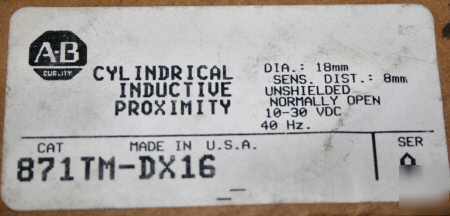 A-B
QUALITY
CYLINDRICAL
INDUCTIVE
PROXIMITY
DIA.: 18mm
SENS. DIST.: 8mm
UNSHIELDED
NORMALLY OPEN
10-30 VDC
40 Hz.
CAT MADE IN U.S.A. SER
871TM-DX16 A